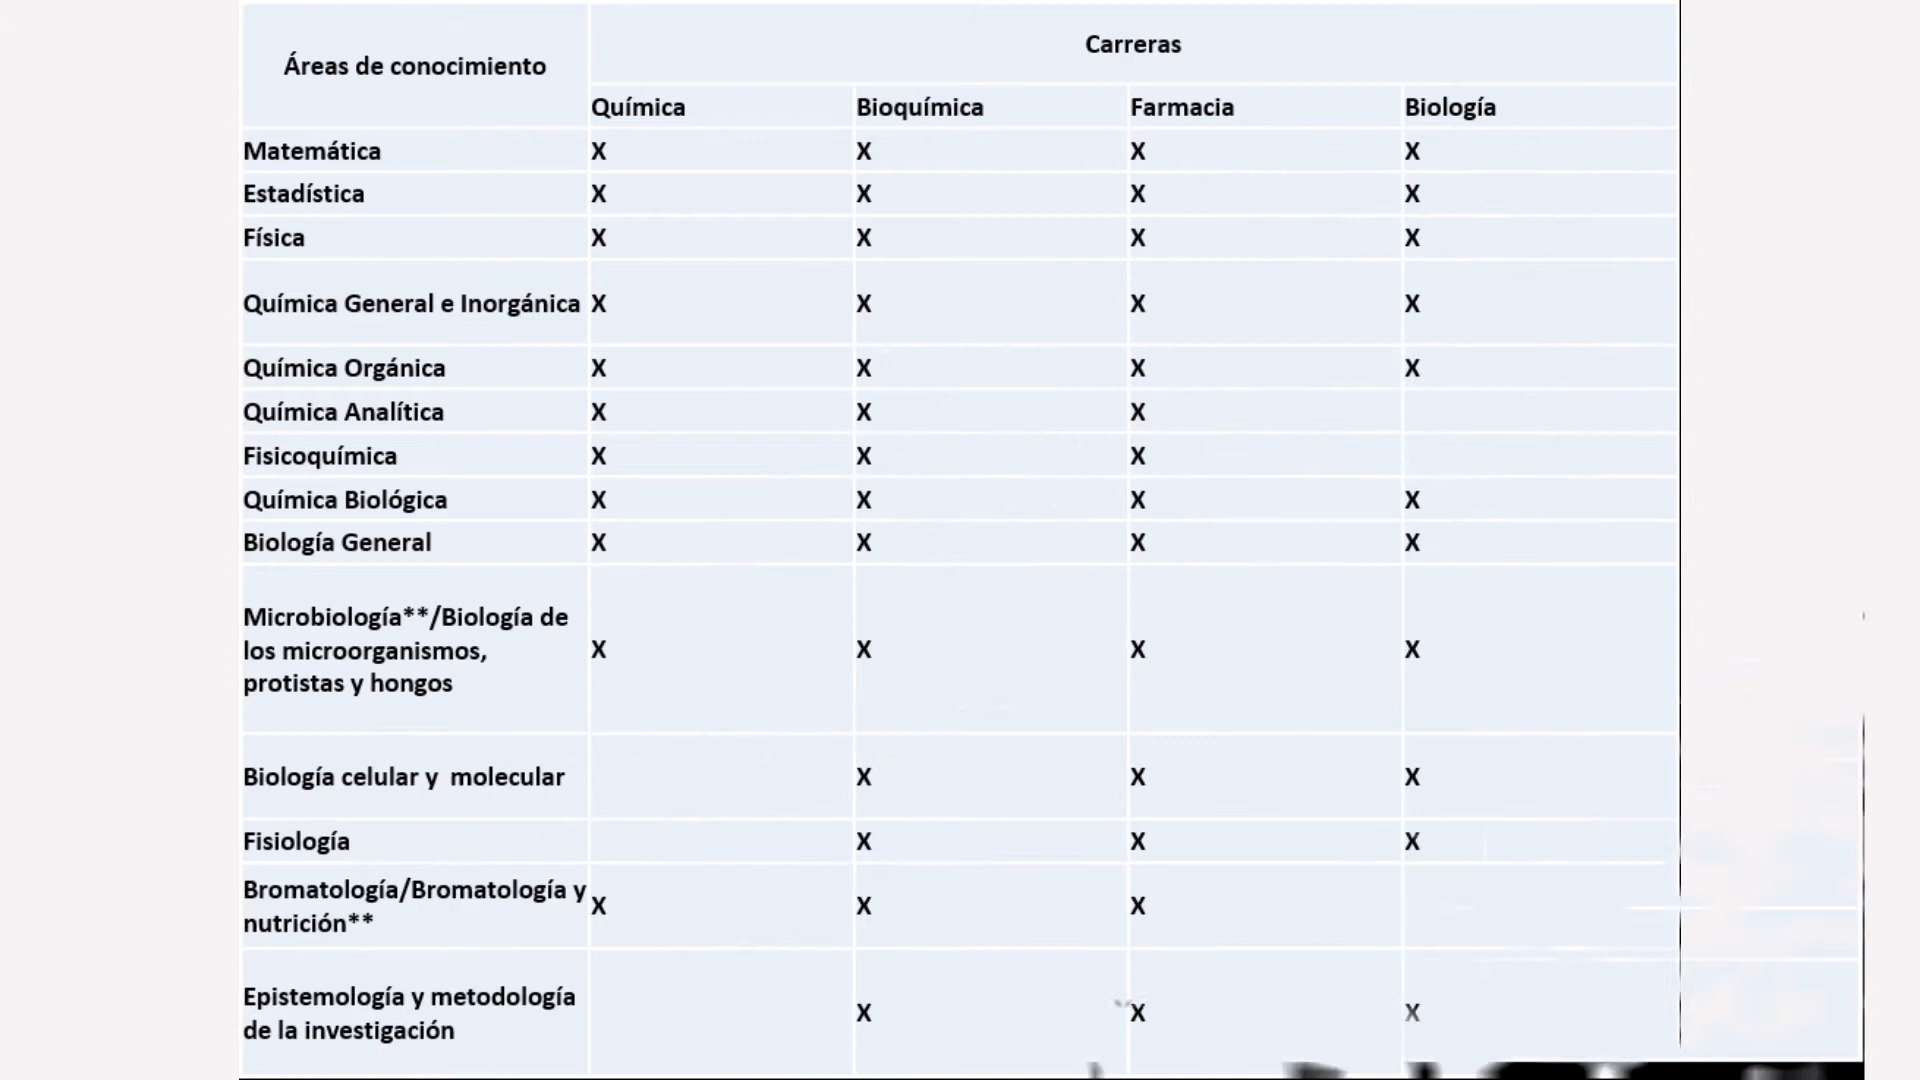 Áreas de conocimiento
Carreras
Química Bioquímica Farmacia Biología
Matemática X X X X
Estadística X X X X
Física X X X X
Química General e Inorgánica X X X X
Química Orgánica X X X X
Química Analítica X X X
Fisicoquímica X X X
Química Biológica X X X X
Biología General X X X X
Microbiología**/Biología de
los microorganismos,
protistas y hongos
X X X X
Biología celular y molecular X X X
Fisiología X X X
Bromatología/Bromatología y
nutrición**
X X X
Epistemología y metodología
de la investigación
X X X